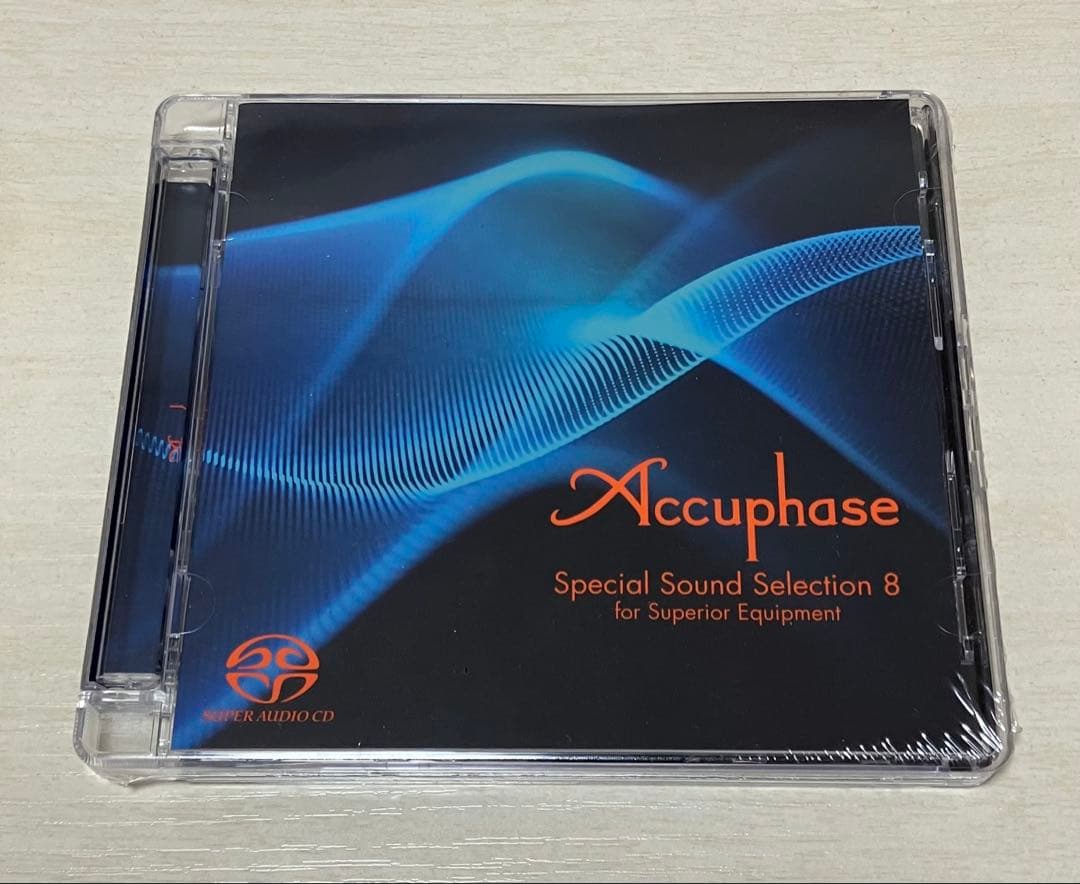 Accuphase
Special Sound Selection 8
for Superior Equipment
SUPER AUDIO CD